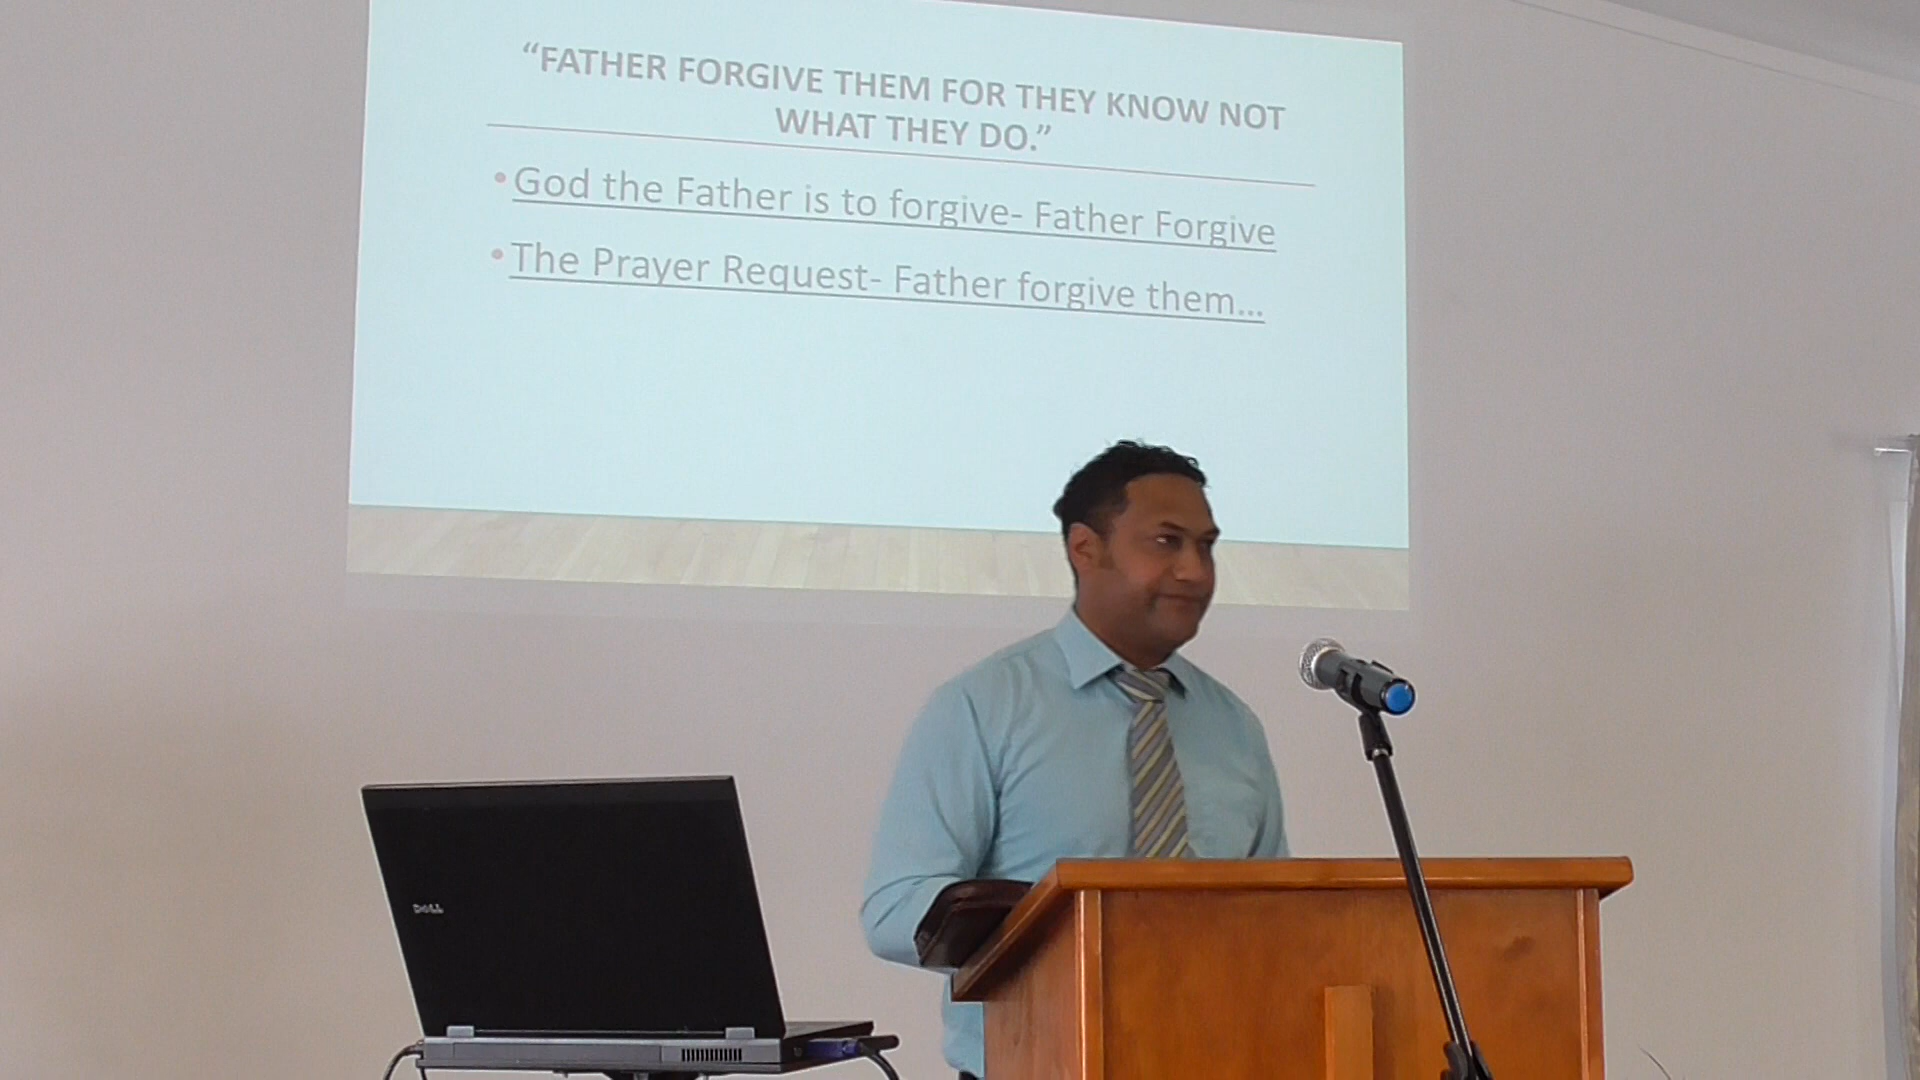 “FATHER FORGIVE THEM FOR THEY KNOW NOT
WHAT THEY DO.”
•God the Father is to forgive- Father Forgive
•The Prayer Request- Father forgive them...
DELL